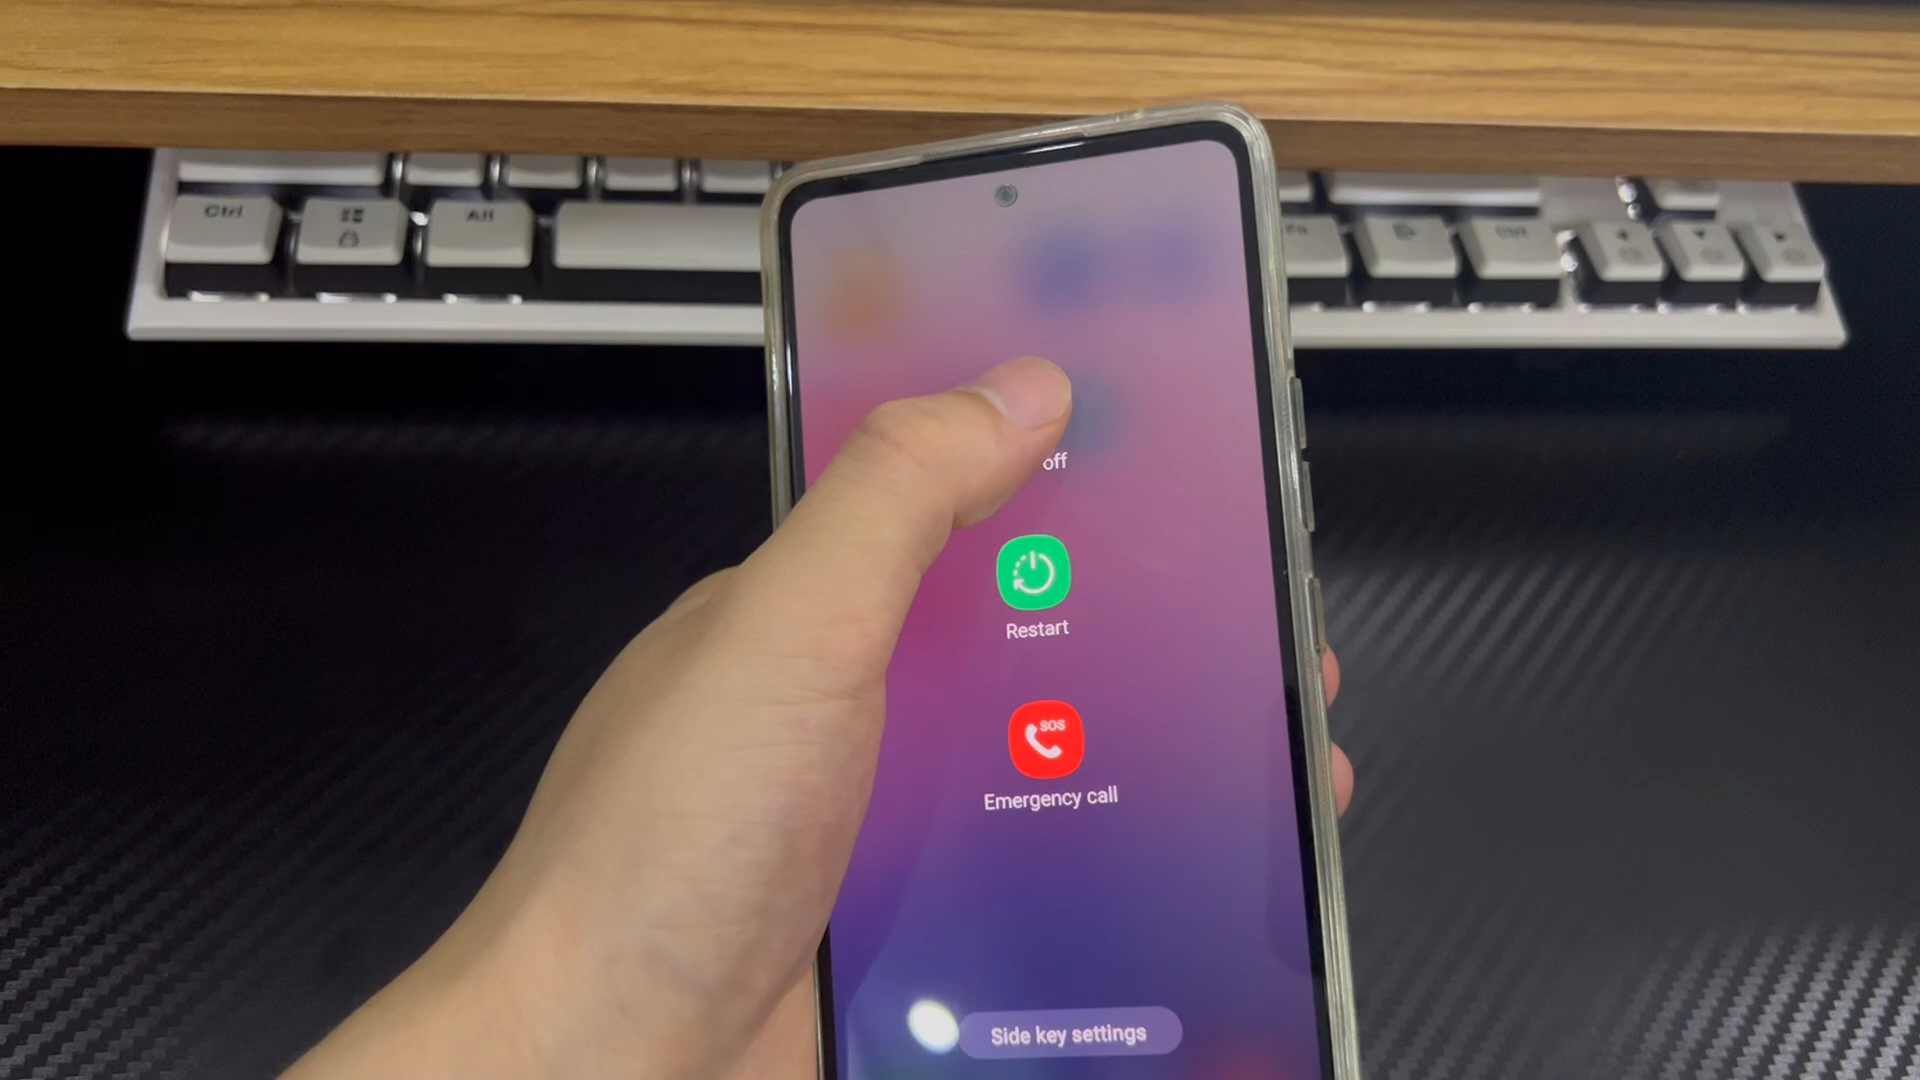 Ctrl
Alt
off
Restart
SOS
Emergency call
Side key settings